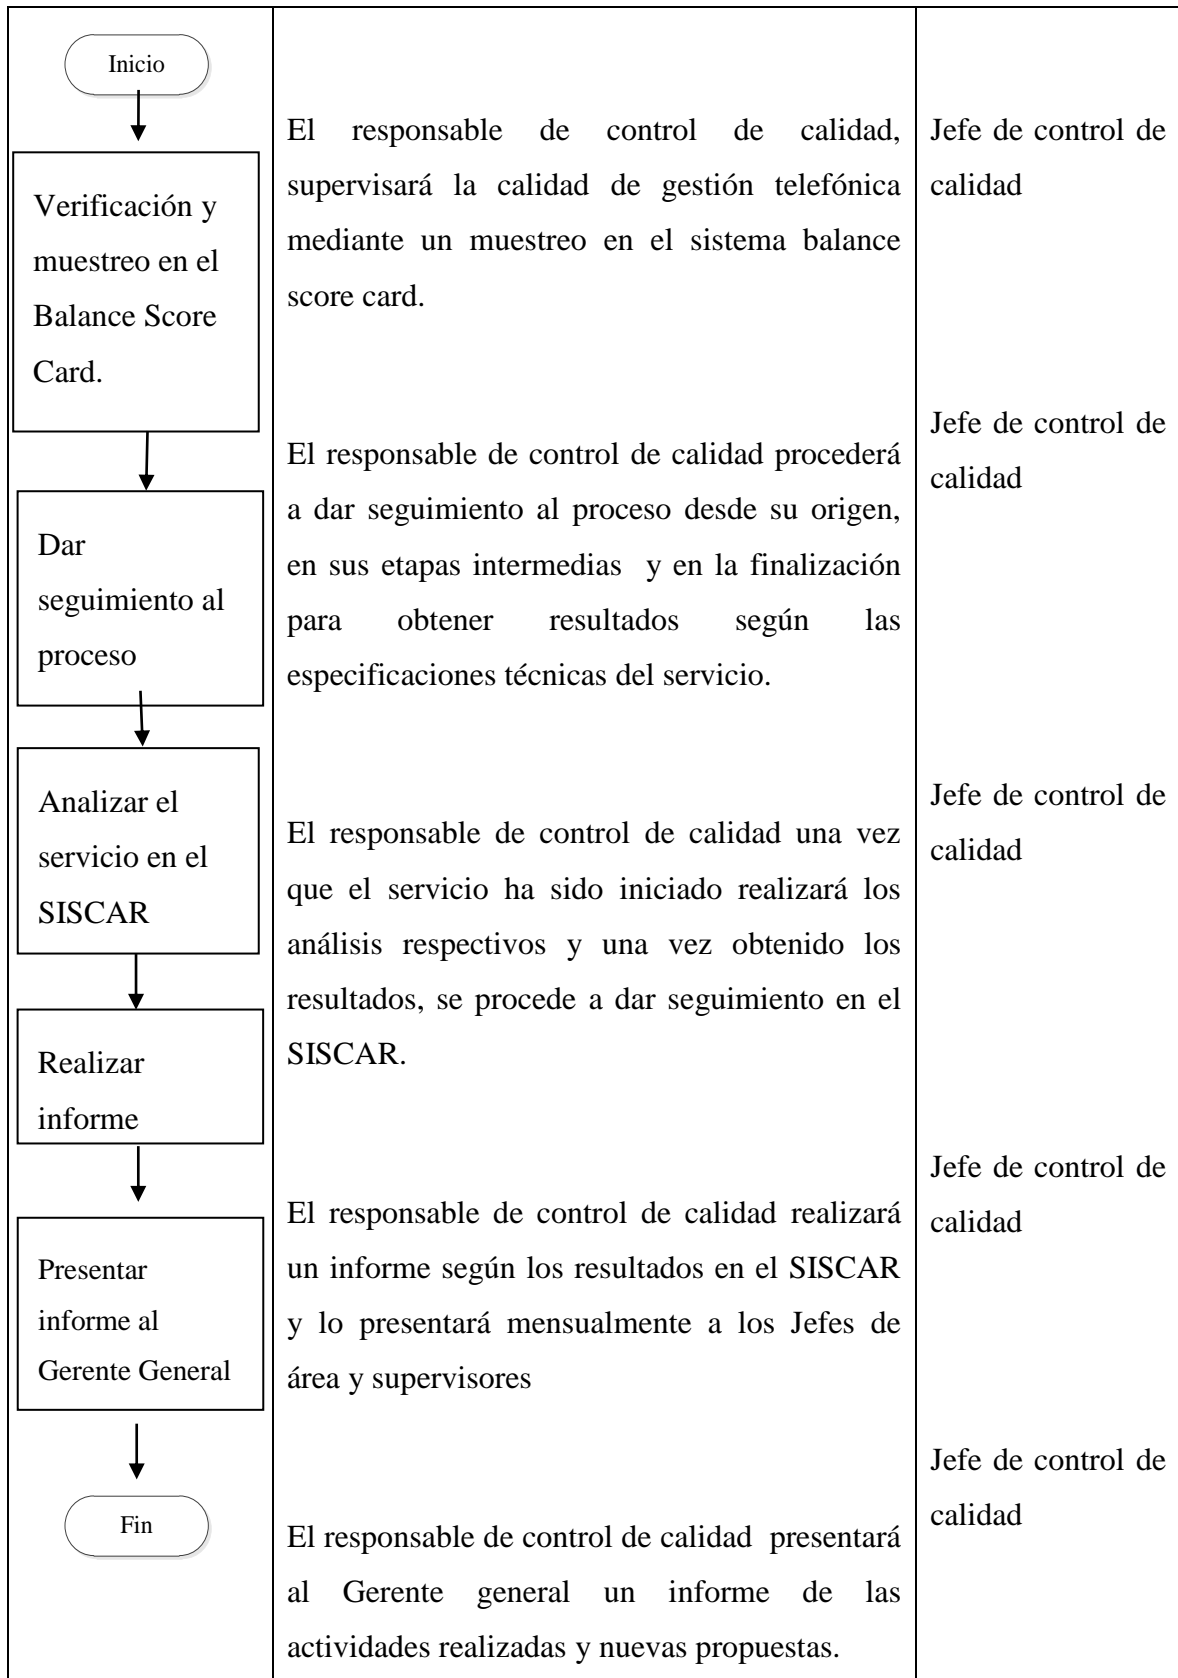 Inicio
Verificación y
muestreo en el
Balance Score
Card.
Dar
seguimiento al
proceso
Analizar el
servicio en el
SISCAR
Realizar
informe
Presentar
informe al
Gerente General
Fin
El responsable de control de calidad,
supervisará la calidad de gestión telefónica
mediante un muestreo en el sistema balance
score card.
El responsable de control de calidad procederá
a dar seguimiento al proceso desde su origen,
en sus etapas intermedias y en la finalización
para obtener resultados según las
especificaciones técnicas del servicio.
El responsable de control de calidad una vez
que el servicio ha sido iniciado realizará los
análisis respectivos y una vez obtenido los
resultados, se procede a dar seguimiento en el
SISCAR.
El responsable de control de calidad realizará
un informe según los resultados en el SISCAR
y lo presentará mensualmente a los Jefes de
área y supervisores
El responsable de control de calidad presentará
al Gerente general un informe de las
actividades realizadas y nuevas propuestas.
Jefe de control de
calidad
Jefe de control de
calidad
Jefe de control de
calidad
Jefe de control de
calidad
Jefe de control de
calidad